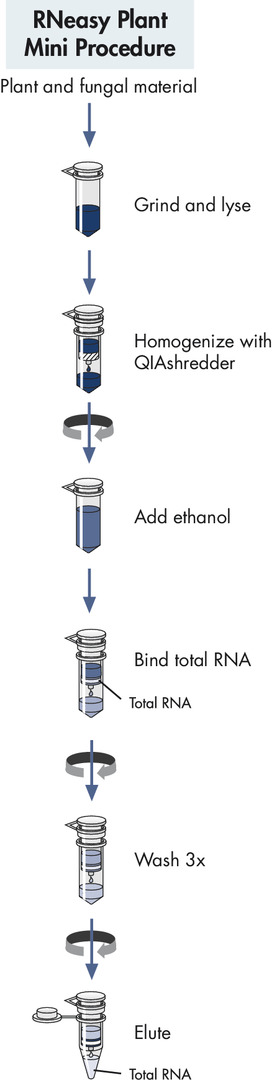 RNeasy Plant
Mini Procedure
Plant and fungal material
Grind and lyse
Homogenize with
QIAshredder
Add ethanol
Bind total RNA
Total RNA
Wash 3x
Elute
Total RNA